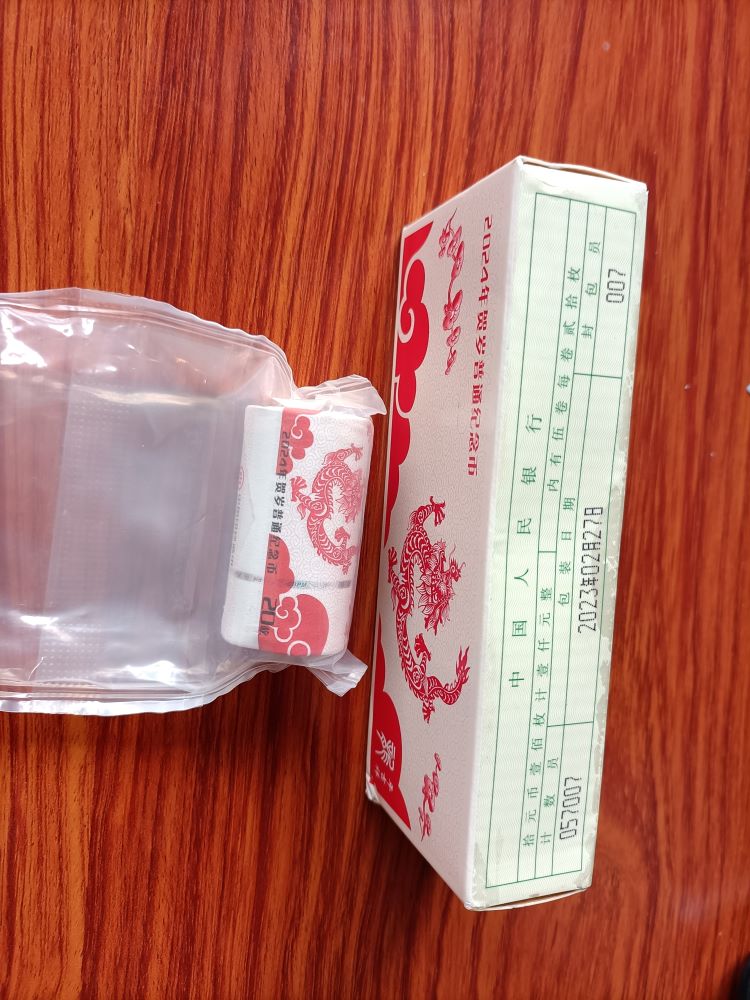 2024年贺岁普通纪念币
中国人民银行
拾元币壹佰枚计壹仟元整
内有伍卷每卷贰拾枚
计数员
包装日期
封包员
057007
2023年02月27日
007
2024年贺岁普通纪念币
20枚